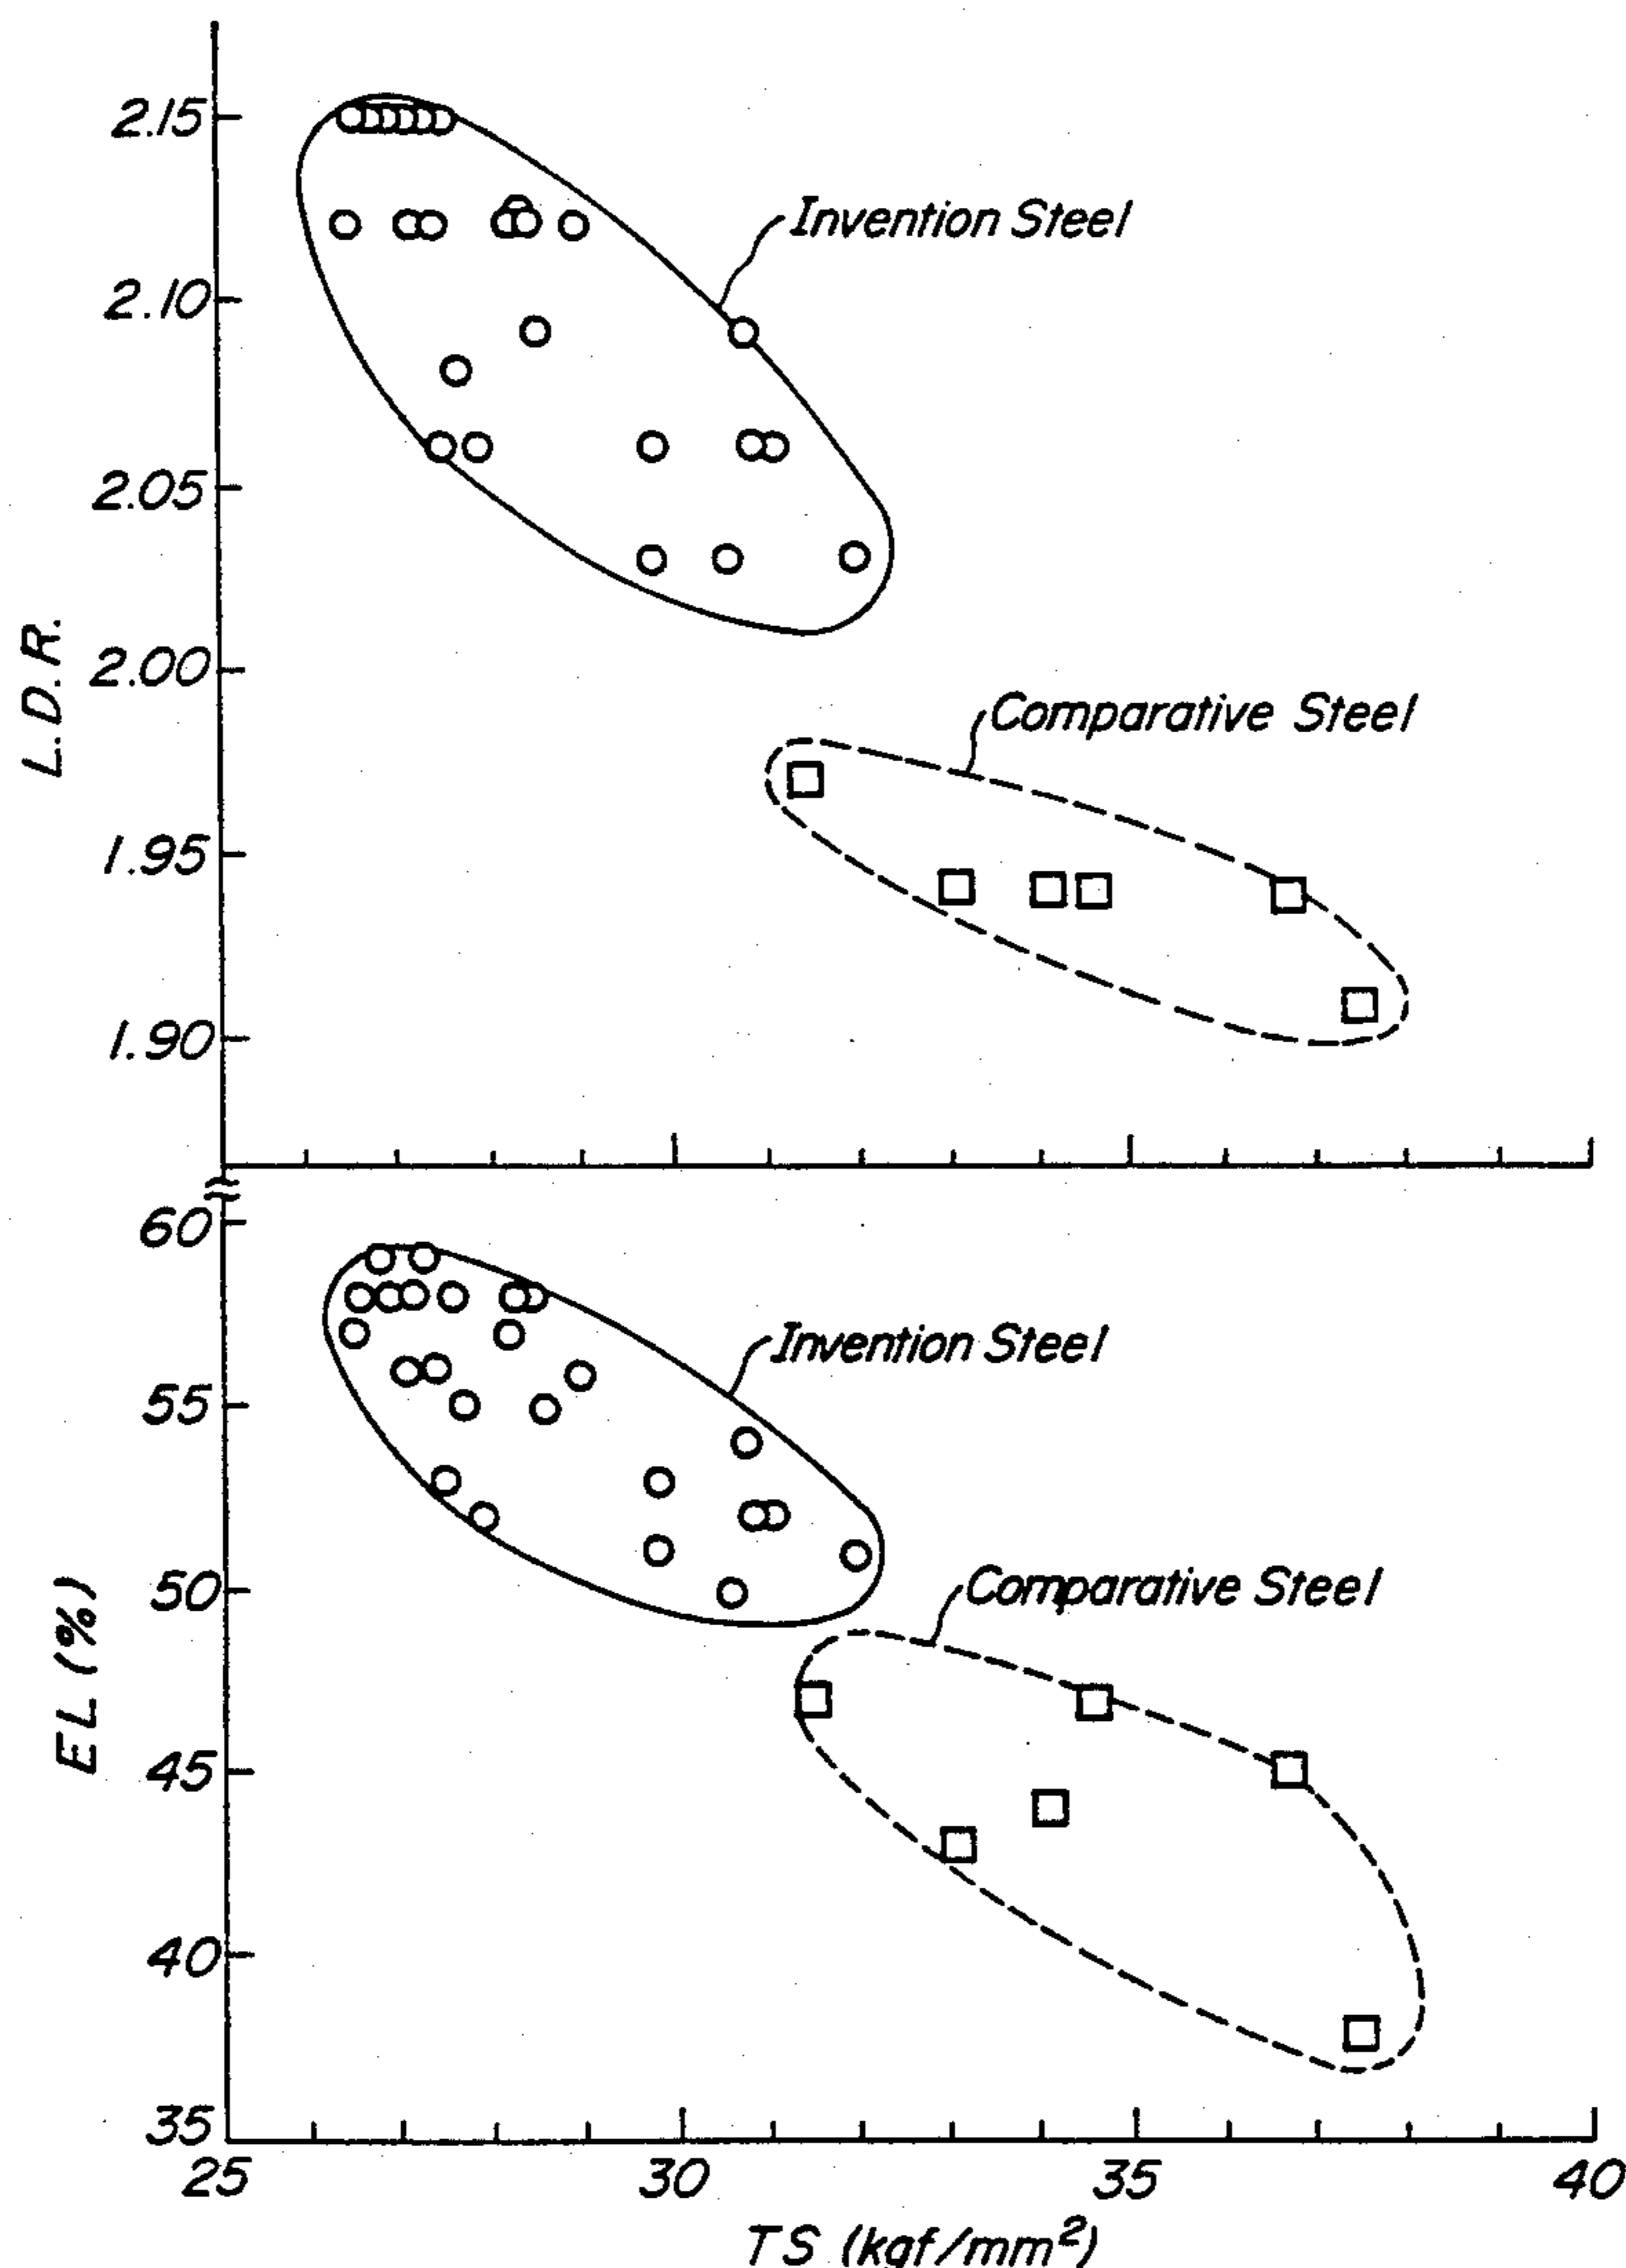 2.15
Invention Steel
2.10
2.05
L.D.R.
2.00
Comparative Steel
1.95
1.90
60
Invention Steel
55
50
Comparative Steel
EL (%)
45
40
35
25 30 35 40
TS (kgf/mm²)